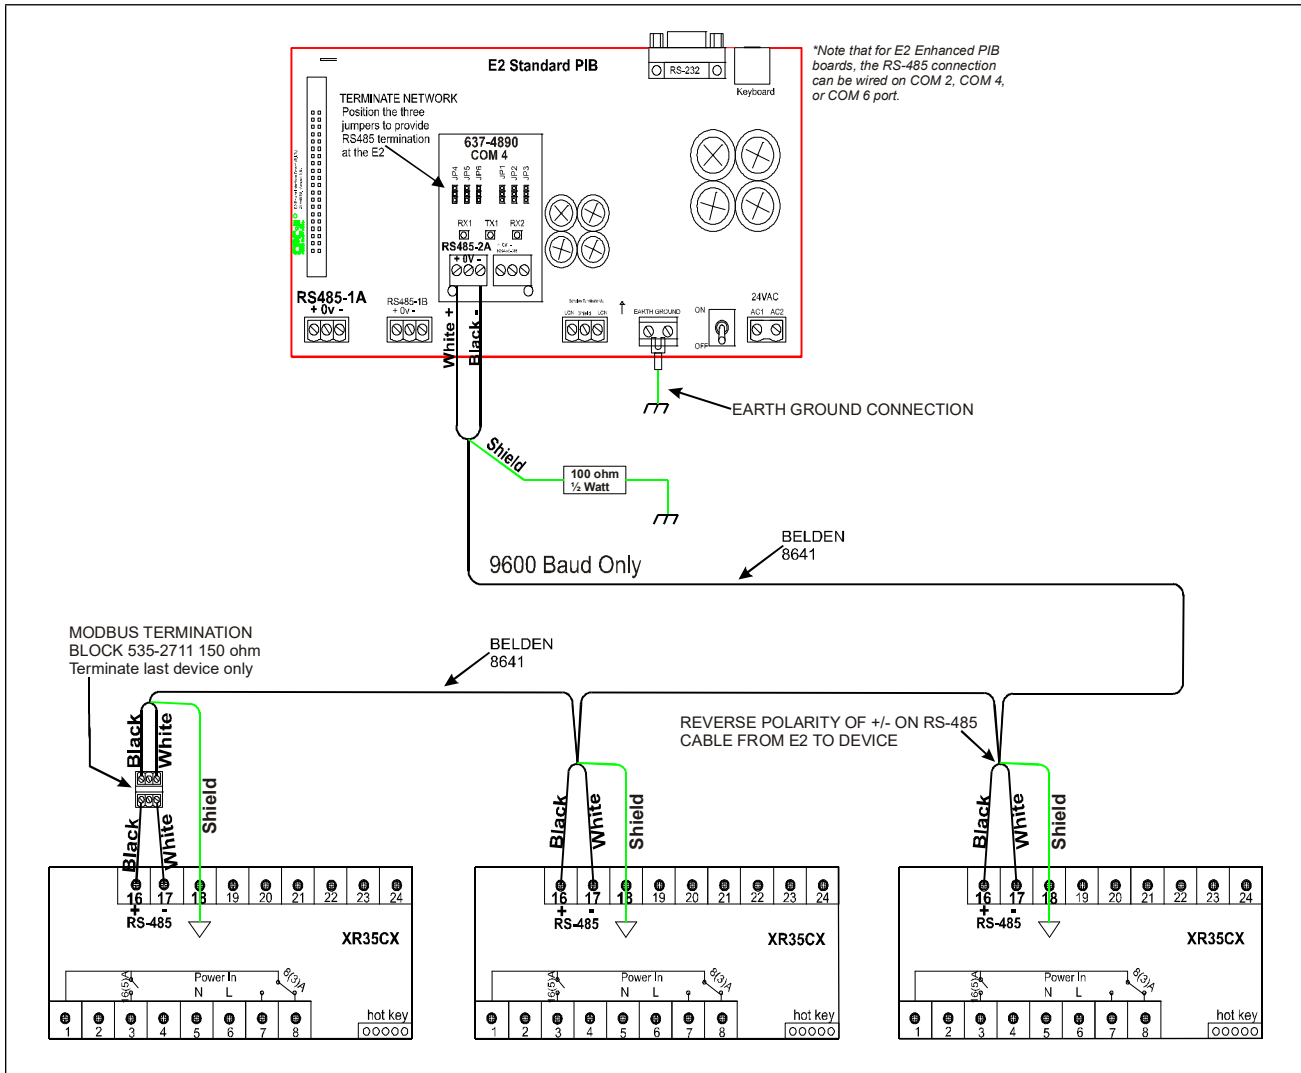 E2 Standard PIB
RS-232
Keyboard
*Note that for E2 Enhanced PIB
boards, the RS-485 connection
can be wired on COM 2, COM 4,
or COM 6 port.
TERMINATE NETWORK
Position the three
jumpers to provide
RS485 termination
at the E2
637-4890
COM 4
JP4 JP5 JP6 JP1 JP2 JP3
RX1 TX1 RX2
RS485-2A
+ 0V -
+ 0V -
RS485-1A
+ 0v -
RS485-1B
+ 0v -
LCN Shield LCN
EARTH GROUND
ON
OFF
24VAC
AC1 AC2
White +
Black -
EARTH GROUND CONNECTION
Shield
100 ohm
½ Watt
9600 Baud Only
BELDEN
8641
MODBUS TERMINATION
BLOCK 535-2711 150 ohm
Terminate last device only
BELDEN
8641
REVERSE POLARITY OF +/- ON RS-485
CABLE FROM E2 TO DEVICE
Black
White
Shield
Black
White
16 17 18 19 20 21 22 23 24
+ -
RS-485
XR35CX
16(5)A
Power In
8(3)A
N L
hot key
1 2 3 4 5 6 7 8
Black
White
Shield
16 17 18 19 20 21 22 23 24
+ -
RS-485
XR35CX
16(5)A
Power In
8(3)A
N L
hot key
1 2 3 4 5 6 7 8
Black
White
Shield
16 17 18 19 20 21 22 23 24
+ -
RS-485
XR35CX
16(5)A
Power In
8(3)A
N L
hot key
1 2 3 4 5 6 7 8